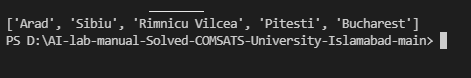 ['Arad', 'Sibiu', 'Rimnicu Vilcea', 'Pitesti', 'Bucharest']
PS D:\AI-lab-manual-Solved-COMSATS-University-Islamabad-main>